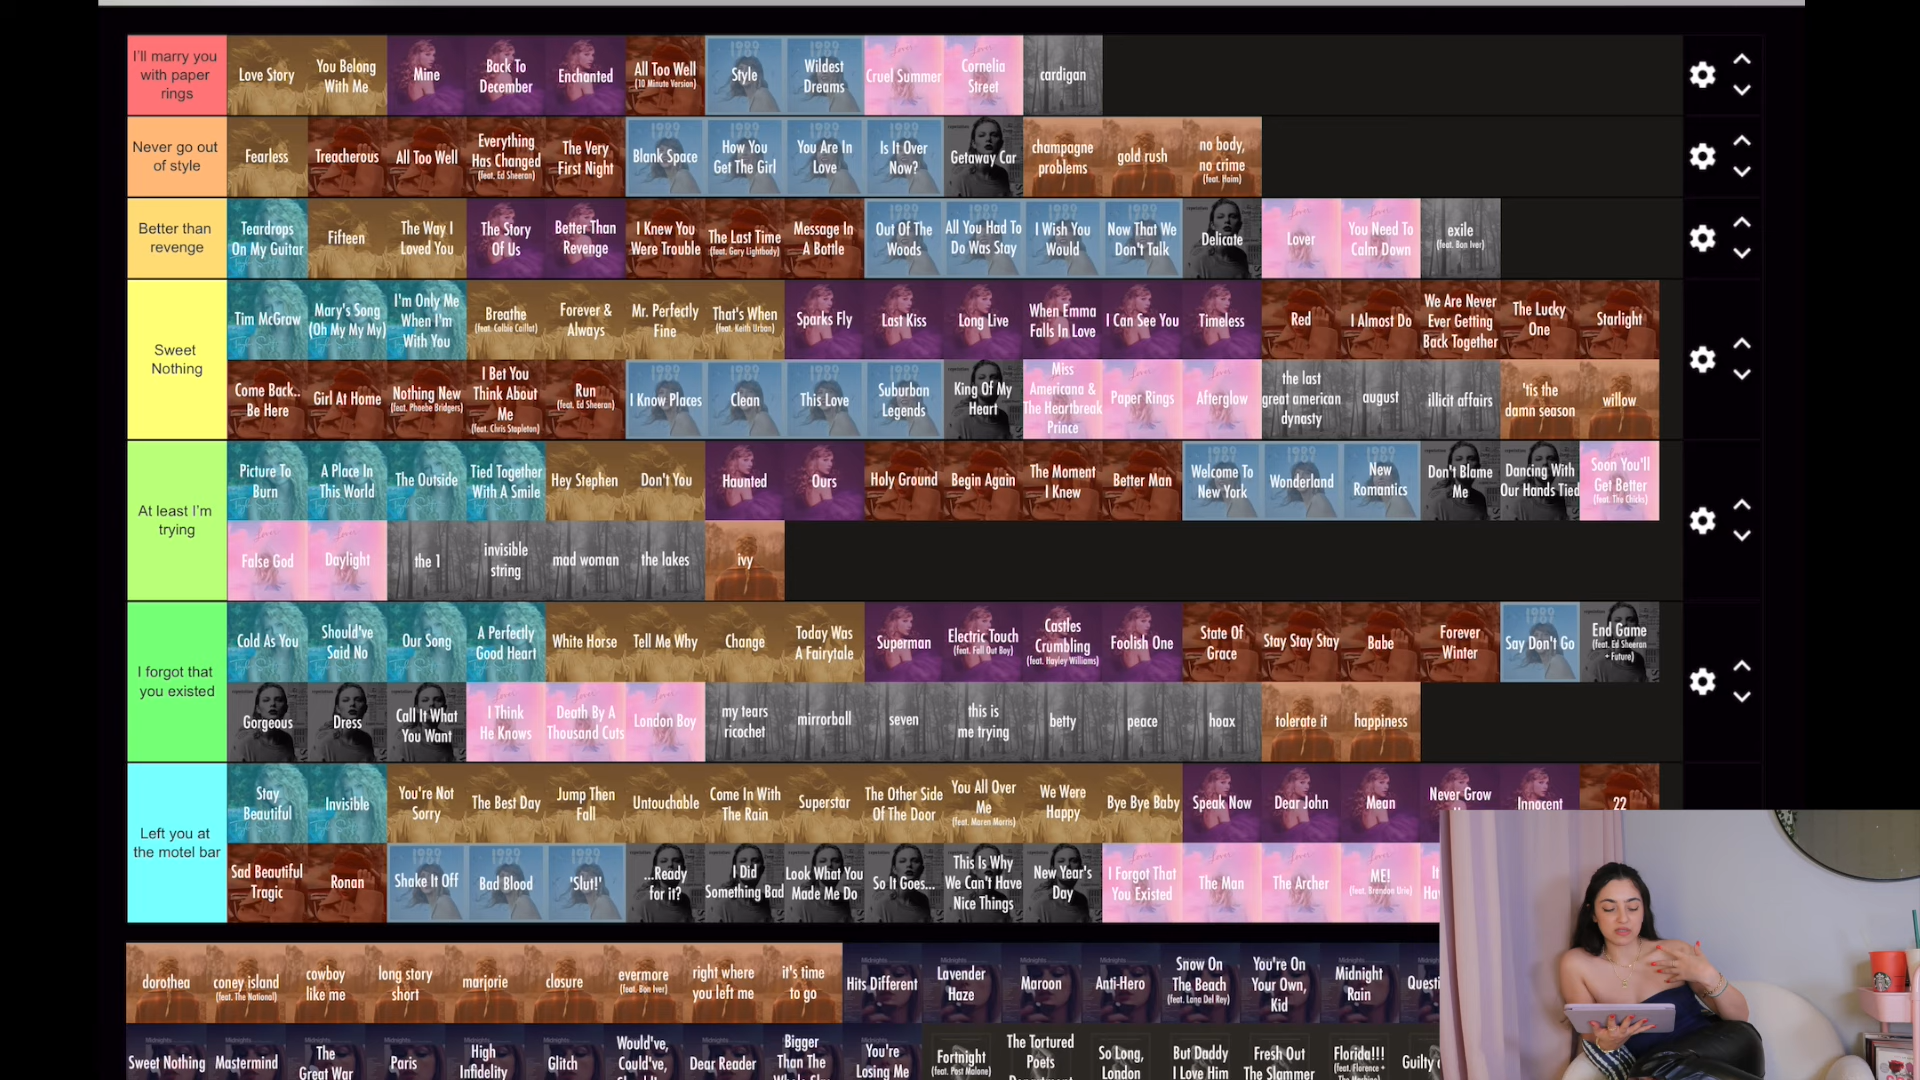 I'll marry you
with paper
rings
Love Story
You Belong
With Me
Mine
Back To
December
Enchanted
All Too Well
(10 Minute Version)
Style
Wildest
Dreams
Cruel Summer
Cornelia
Street
cardigan
Never go out
of style
Fearless
Treacherous
All Too Well
Everything
Has Changed
(feat. Ed Sheeran)
The Very
First Night
Blank Space
How You
Get The Girl
You Are In
Love
Is It Over
Now?
Getaway Car
champagne
problems
gold rush
no body,
no crime
(feat. Haim)
Better than
revenge
Teardrops
On My Guitar
Fifteen
The Way I
Loved You
The Story
Of Us
Better Than
Revenge
I Knew You
Were Trouble
The Last Time
(feat. Gary Lightbody)
Message In
A Bottle
Out Of The
Woods
All You Had To
Do Was Stay
I Wish You
Would
Now That We
Don't Talk
Delicate
Lover
You Need To
Calm Down
exile
(feat. Bon Iver)
Sweet
Nothing
Tim McGraw
Mary's Song
(Oh My My My)
I'm Only Me
When I'm
With You
Breathe
(feat. Colbie Caillat)
Forever &
Always
Mr. Perfectly
Fine
That's When
(feat. Keith Urban)
Sparks Fly
Last Kiss
Long Live
When Emma
Falls In Love
I Can See You
Timeless
Red
I Almost Do
We Are Never
Ever Getting
Back Together
The Lucky
One
Starlight
Come Back..
Be Here
Girl At Home
Nothing New
(feat. Phoebe Bridgers)
I Bet You
Think About
Me
(feat. Chris Stapleton)
Run
(feat. Ed Sheeran)
I Know Places
Clean
This Love
Suburban
Legends
King Of My
Heart
Miss
Americana &
The Heartbreak
Prince
Paper Rings
Afterglow
the last
great american
dynasty
august
illicit affairs
'tis the
damn season
willow
At least I'm
trying
Picture To
Burn
A Place In
This World
The Outside
Tied Together
With A Smile
Hey Stephen
Don't You
Haunted
Ours
Holy Ground
Begin Again
The Moment
I Knew
Better Man
Welcome To
New York
Wonderland
New
Romantics
Don't Blame
Me
Dancing With
Our Hands Tied
Soon You'll
Get Better
(feat. The Chicks)
False God
Daylight
the 1
invisible
string
mad woman
the lakes
ivy
I forgot that
you existed
Cold As You
Should've
Said No
Our Song
A Perfectly
Good Heart
White Horse
Tell Me Why
Change
Today Was
A Fairytale
Superman
Electric Touch
(feat. Fall Out Boy)
Castles
Crumbling
(feat. Hayley Williams)
Foolish One
State Of
Grace
Stay Stay Stay
Babe
Forever
Winter
Say Don't Go
End Game
(feat. Ed Sheeran
+ Future)
Gorgeous
Dress
Call It What
You Want
I Think
He Knows
Death By A
Thousand Cuts
London Boy
my tears
ricochet
mirrorball
seven
this is
me trying
betty
peace
hoax
tolerate it
happiness
Left you at
the motel bar
Stay
Beautiful
Invisible
You're Not
Sorry
The Best Day
Jump Then
Fall
Untouchable
Come In With
The Rain
Superstar
The Other Side
Of The Door
You All Over
Me
(feat. Maren Morris)
We Were
Happy
Bye Bye Baby
Speak Now
Dear John
Mean
Never Grow
Innocent
22
Sad Beautiful
Tragic
Ronan
Shake It Off
Bad Blood
'Slut!'
...Ready
for it?
I Did
Something Bad
Look What You
Made Me Do
So It Goes...
This Is Why
We Can't Have
Nice Things
New Year's
Day
I Forgot That
You Existed
The Man
The Archer
ME!
(feat. Brendon Urie)
It
dorothea
coney island
(feat. The National)
cowboy
like me
long story
short
marjorie
closure
evermore
(feat. Bon Iver)
right where
you left me
it's time
to go
Hits Different
Lavender
Haze
Maroon
Anti-Hero
Snow On
The Beach
(feat. Lana Del Rey)
You're On
Your Own,
Kid
Midnight
Rain
Questi
Sweet Nothing
Mastermind
The
Great War
Paris
High
Infidelity
Glitch
Would've,
Could've,
Dear Reader
Bigger
Than The
You're
Losing Me
Fortnight
(feat. Post Malone)
The Tortured
Poets
So Long,
London
But Daddy
I Love Him
Fresh Out
The Slammer
Florida!!!
(feat. Florence +
Guilty